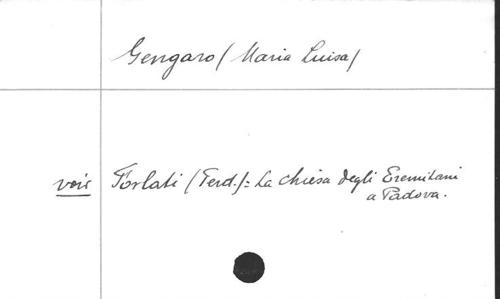 Gengaro (Maria Luisa)
voir Forlati (Ferd.): La chiesa degli Eremitani
a Padova.